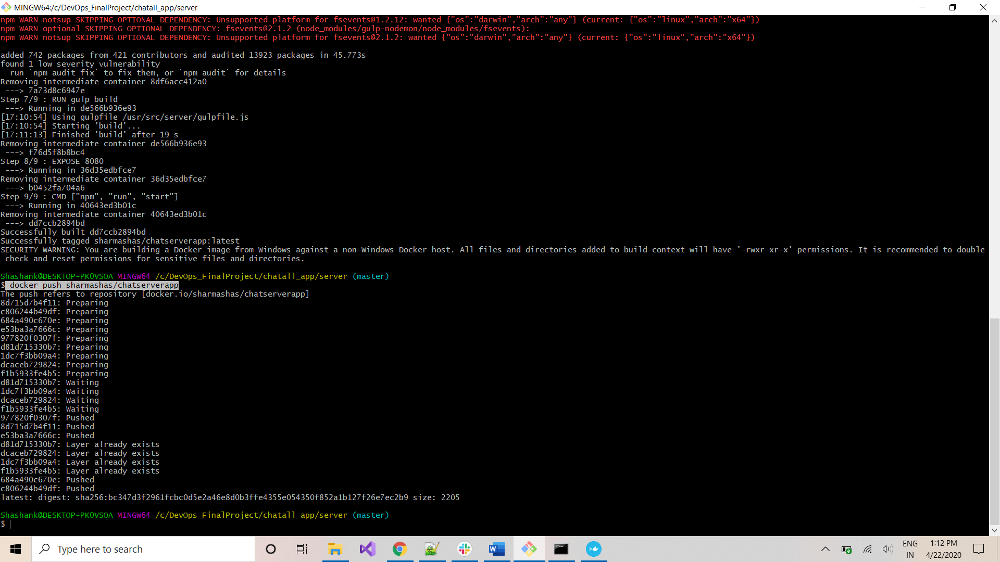 MINGW64:/c/DevOps_FinalProject/chatall_app/server
npm WARN notsup SKIPPING OPTIONAL DEPENDENCY: Unsupported platform for fsevents@1.2.12: wanted {"os":"darwin","arch":"any"} (current: {"os":"linux","arch":"x64"})
npm WARN optional SKIPPING OPTIONAL DEPENDENCY: fsevents@2.1.2 (node_modules/gulp-nodemon/node_modules/fsevents):
npm WARN notsup SKIPPING OPTIONAL DEPENDENCY: Unsupported platform for fsevents@2.1.2: wanted {"os":"darwin","arch":"any"} (current: {"os":"linux","arch":"x64"})
added 742 packages from 421 contributors and audited 13923 packages in 45.773s
found 1 low severity vulnerability
  run `npm audit fix` to fix them, or `npm audit` for details
Removing intermediate container 8df6acc412a0
 ---> 7a73d8c6947e
Step 7/9 : RUN gulp build
 ---> Running in de566b936e93
[17:10:54] Using gulpfile /usr/src/server/gulpfile.js
[17:10:54] Starting 'build'...
[17:11:13] Finished 'build' after 19 s
Removing intermediate container de566b936e93
 ---> f76d5f8b8bc4
Step 8/9 : EXPOSE 8080
 ---> Running in 36d35edbfce7
Removing intermediate container 36d35edbfce7
 ---> b0452fa704a6
Step 9/9 : CMD ["npm", "run", "start"]
 ---> Running in 40643ed3b01c
Removing intermediate container 40643ed3b01c
 ---> dd7ccb2894bd
Successfully built dd7ccb2894bd
Successfully tagged sharmashas/chatserverapp:latest
SECURITY WARNING: You are building a Docker image from Windows against a non-Windows Docker host. All files and directories added to build context will have '-rwxr-xr-x' permissions. It is recommended to double
 check and reset permissions for sensitive files and directories.
Shashank@DESKTOP-PK0VSOA MINGW64 /c/DevOps_FinalProject/chatall_app/server (master)
$ docker push sharmashas/chatserverapp
The push refers to repository [docker.io/sharmashas/chatserverapp]
8d715d7b4f11: Preparing
c806244b49df: Preparing
684a490c670e: Preparing
e53ba3a7666c: Preparing
977820f0307f: Preparing
d81d715330b7: Preparing
1dc7f3bb09a4: Preparing
dcaceb729824: Preparing
f1b5933fe4b5: Preparing
d81d715330b7: Waiting
1dc7f3bb09a4: Waiting
dcaceb729824: Waiting
f1b5933fe4b5: Waiting
977820f0307f: Pushed
8d715d7b4f11: Pushed
e53ba3a7666c: Pushed
d81d715330b7: Layer already exists
dcaceb729824: Layer already exists
1dc7f3bb09a4: Layer already exists
f1b5933fe4b5: Layer already exists
684a490c670e: Pushed
c806244b49df: Pushed
latest: digest: sha256:bc347d3f2961fcbc0d5e2a46e8d0b3ffe4355e054350f852a1b127f26e7ec2b9 size: 2205
Shashank@DESKTOP-PK0VSOA MINGW64 /c/DevOps_FinalProject/chatall_app/server (master)
$
Type here to search
ENG
IN
1:12 PM
4/22/2020